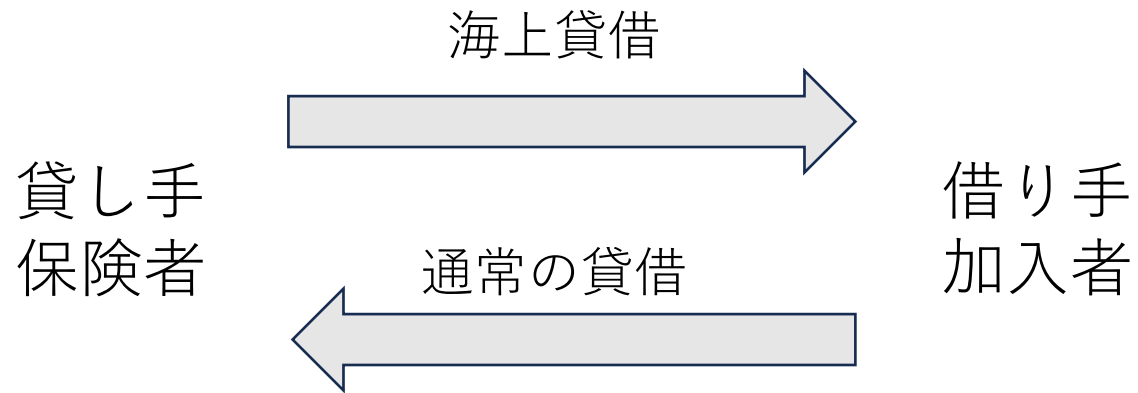 海上貸借
貸し手
保険者
借り手
加入者
通常の貸借